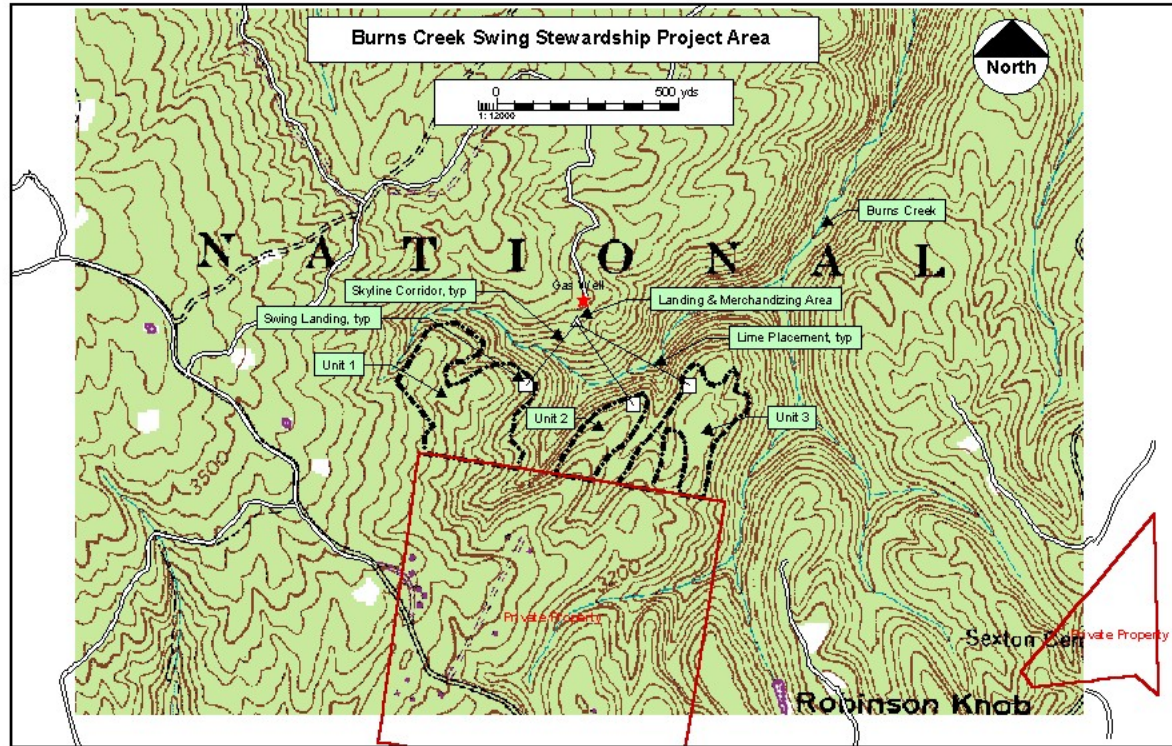 Burns Creek Swing Stewardship Project Area
North
0 500 yds
1: 12000
Burns Creek
N A T I O N A L
Skyline Corridor, typ
Gas Well
Landing & Merchandizing Area
Swing Landing, typ
Lime Placement, typ
Unit 1
Unit 2
Unit 3
3500
Private Property
Private Property
Sexton Cem
Robinson Knob